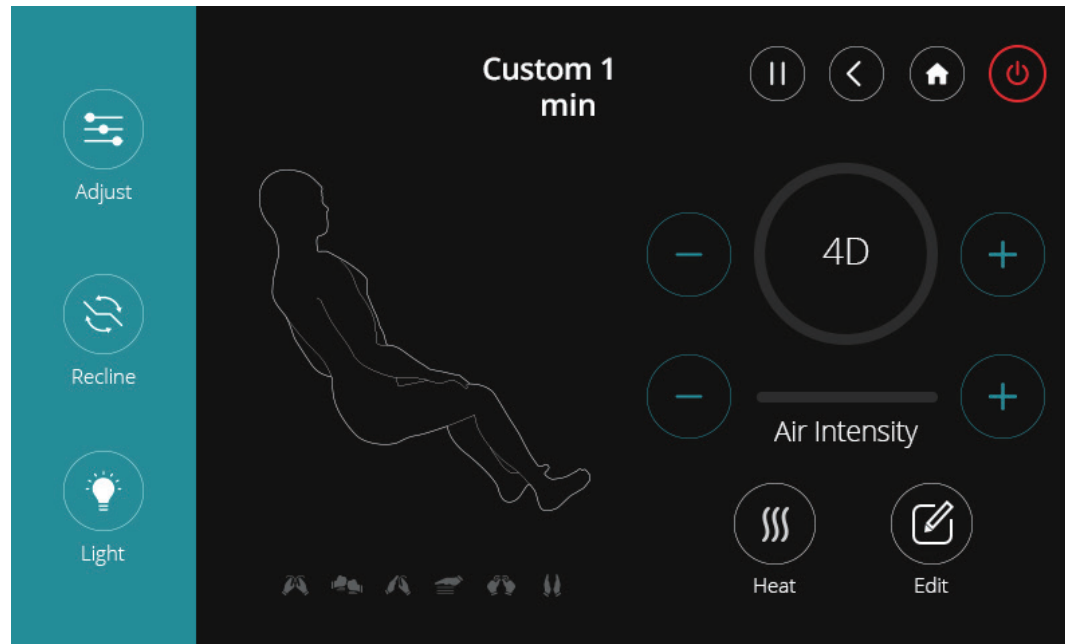 Custom 1
min
Adjust
4D
Recline
Air Intensity
Light
Heat
Edit